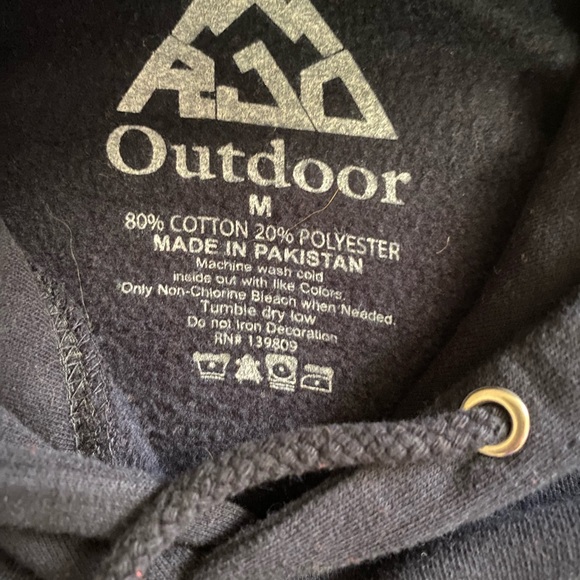 Outdoor
M
80% COTTON 20% POLYESTER
MADE IN PAKISTAN
Machine wash cold
inside out with like Colors.
Only Non-Chlorine Bleach when Needed.
Tumble dry low
Do not Iron Decoration
RN# 139809